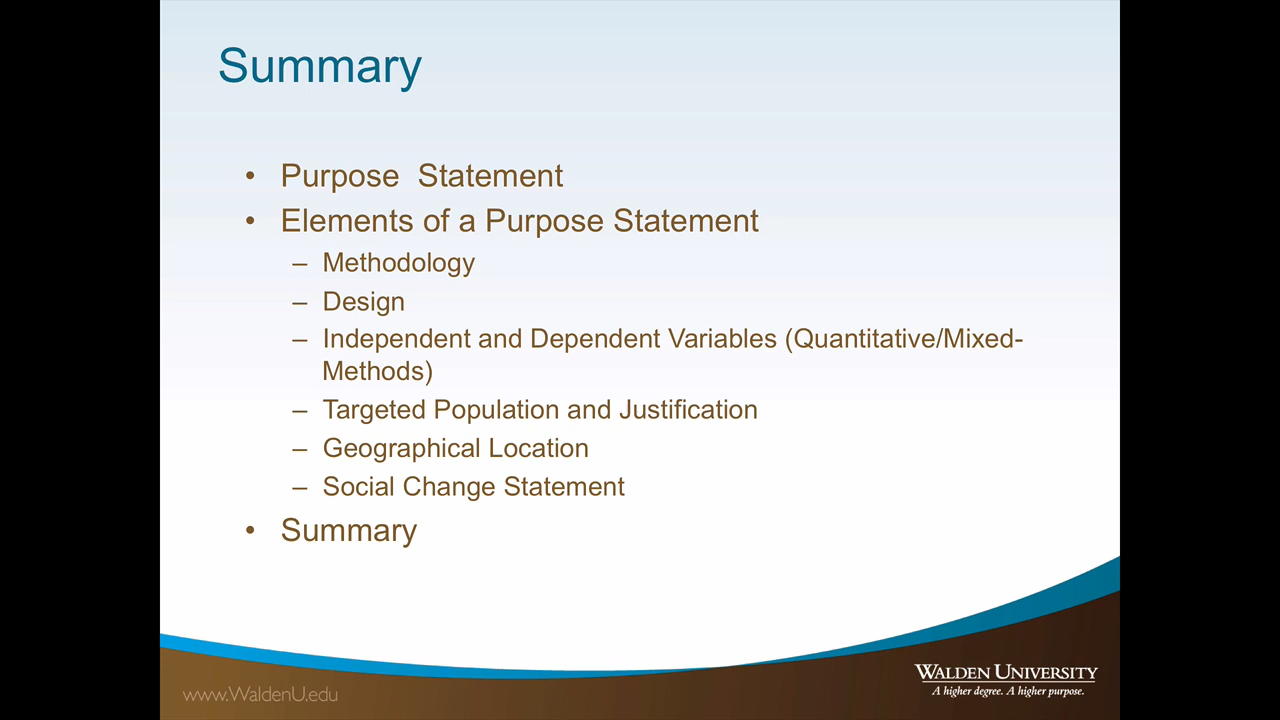 Summary
• Purpose  Statement
• Elements of a Purpose Statement
– Methodology
– Design
– Independent and Dependent Variables (Quantitative/Mixed-
Methods)
– Targeted Population and Justification
– Geographical Location
– Social Change Statement
• Summary
www.WaldenU.edu
WALDEN UNIVERSITY
A higher degree. A higher purpose.